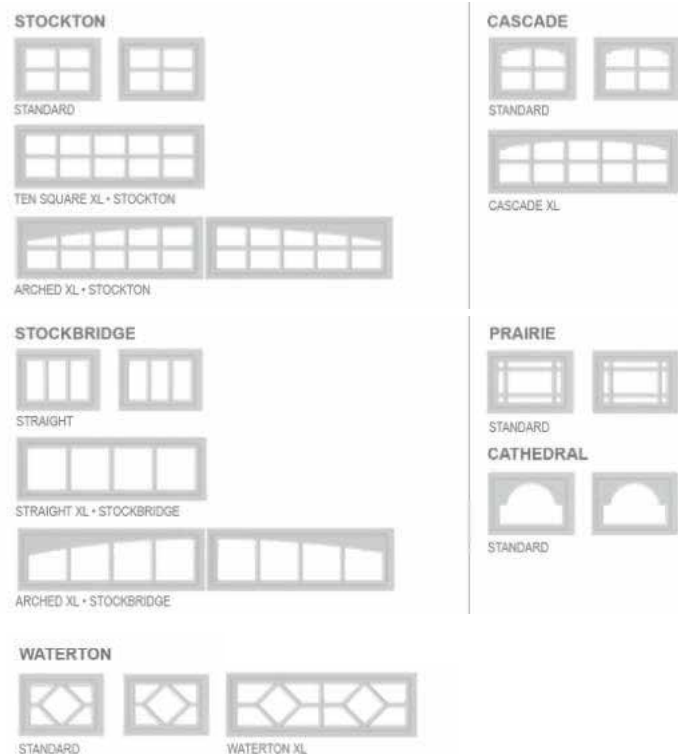 STOCKTON
STANDARD
TEN SQUARE XL • STOCKTON
ARCHED XL • STOCKTON
CASCADE
STANDARD
CASCADE XL
STOCKBRIDGE
STRAIGHT
STRAIGHT XL • STOCKBRIDGE
ARCHED XL • STOCKBRIDGE
PRAIRIE
STANDARD
CATHEDRAL
STANDARD
WATERTON
STANDARD
WATERTON XL